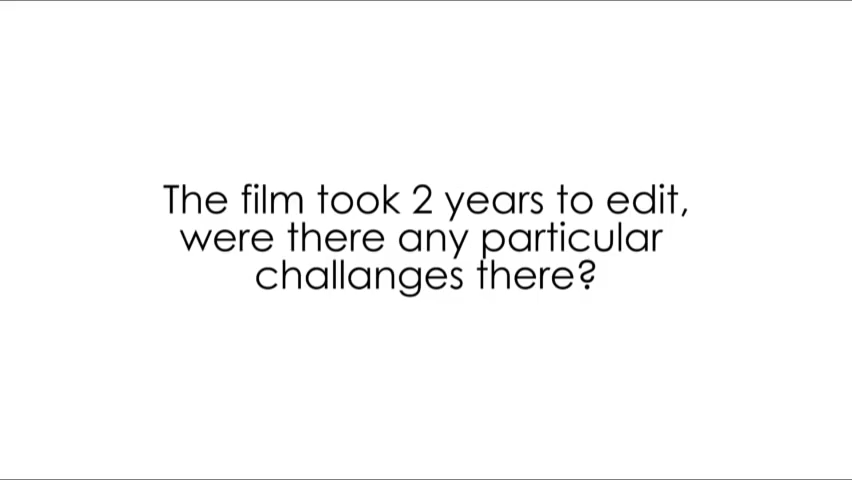 The film took 2 years to edit,
were there any particular
challanges there?